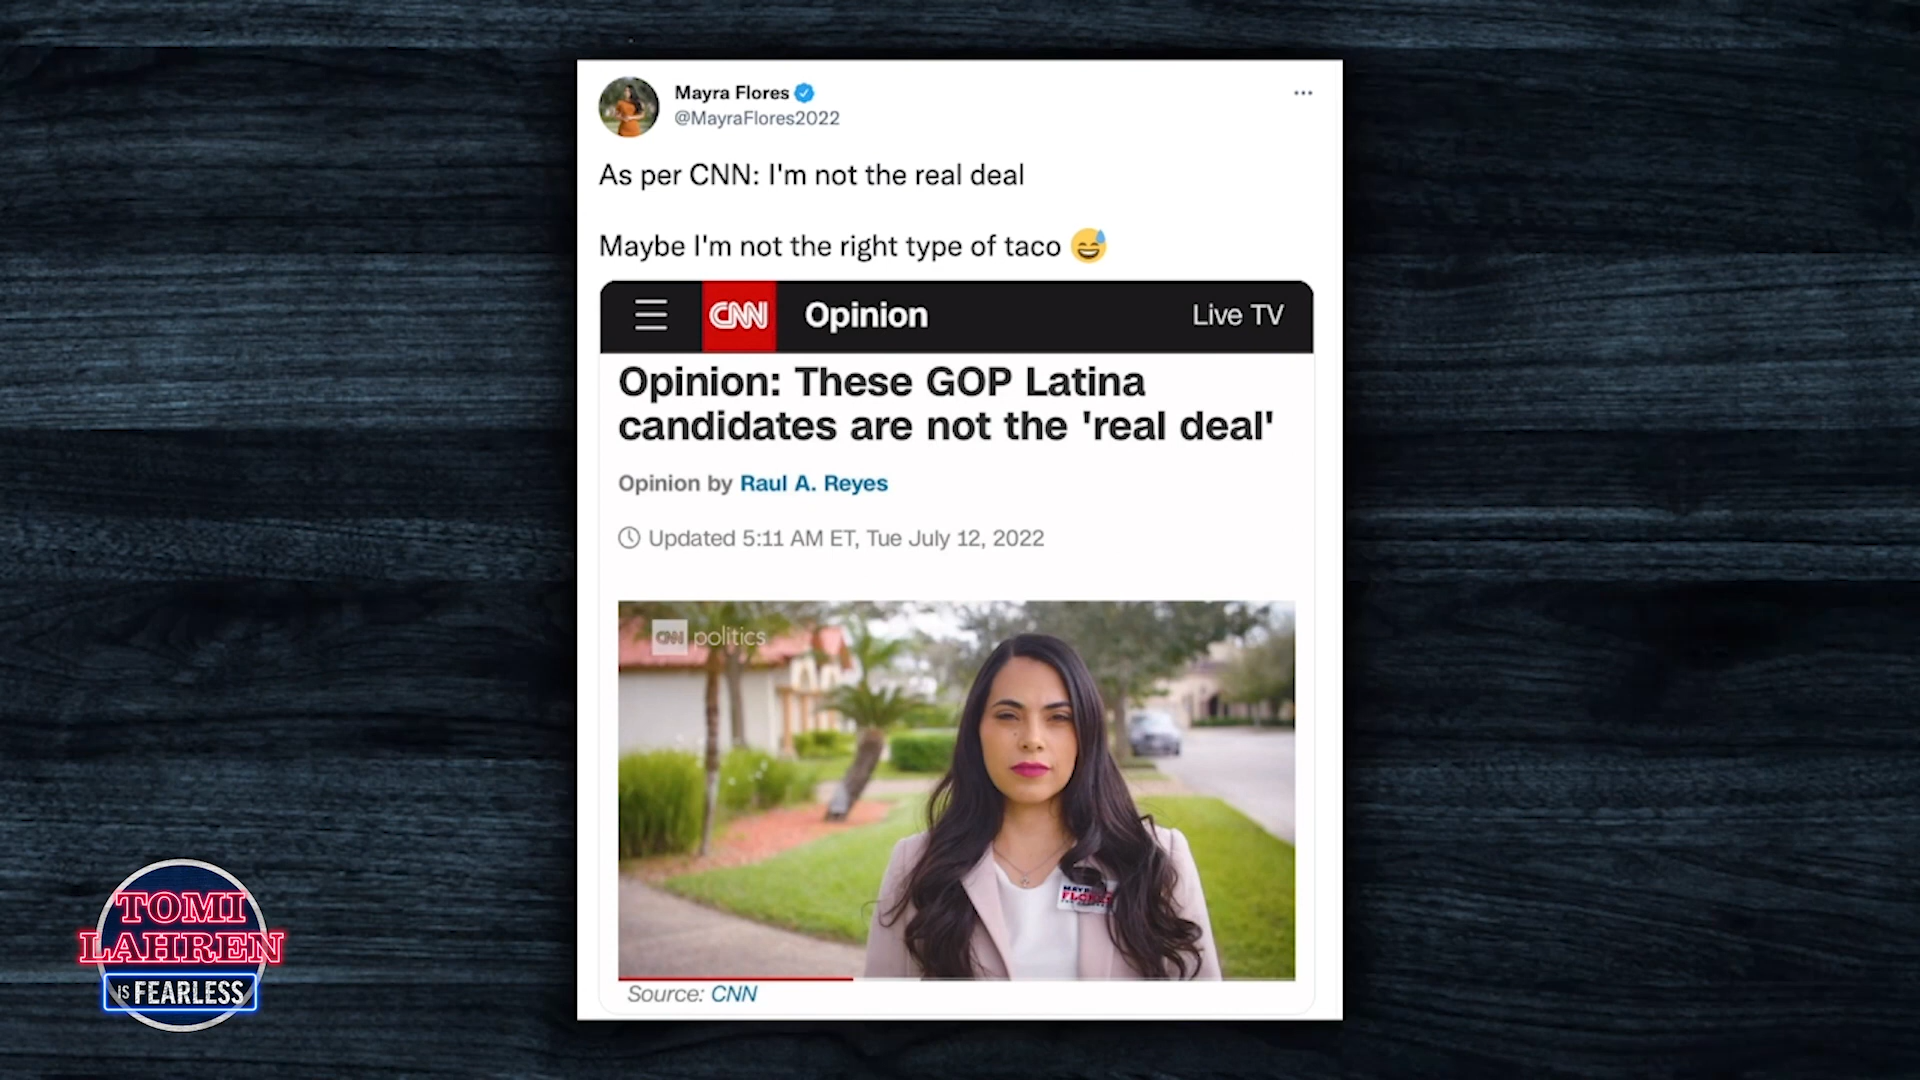 Mayra Flores
@MayraFlores2022
As per CNN: I'm not the real deal
Maybe I'm not the right type of taco 😅
CNN Opinion Live TV
Opinion: These GOP Latina
candidates are not the 'real deal'
Opinion by Raul A. Reyes
Updated 5:11 AM ET, Tue July 12, 2022
CNN politics
FLORES
Source: CNN
TOMI
LAHREN
IS FEARLESS